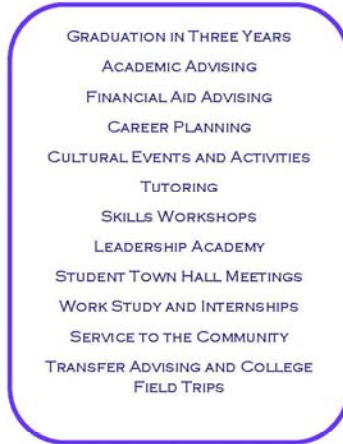 GRADUATION IN THREE YEARS
ACADEMIC ADVISING
FINANCIAL AID ADVISING
CAREER PLANNING
CULTURAL EVENTS AND ACTIVITIES
TUTORING
SKILLS WORKSHOPS
LEADERSHIP ACADEMY
STUDENT TOWN HALL MEETINGS
WORK STUDY AND INTERNSHIPS
SERVICE TO THE COMMUNITY
TRANSFER ADVISING AND COLLEGE
FIELD TRIPS